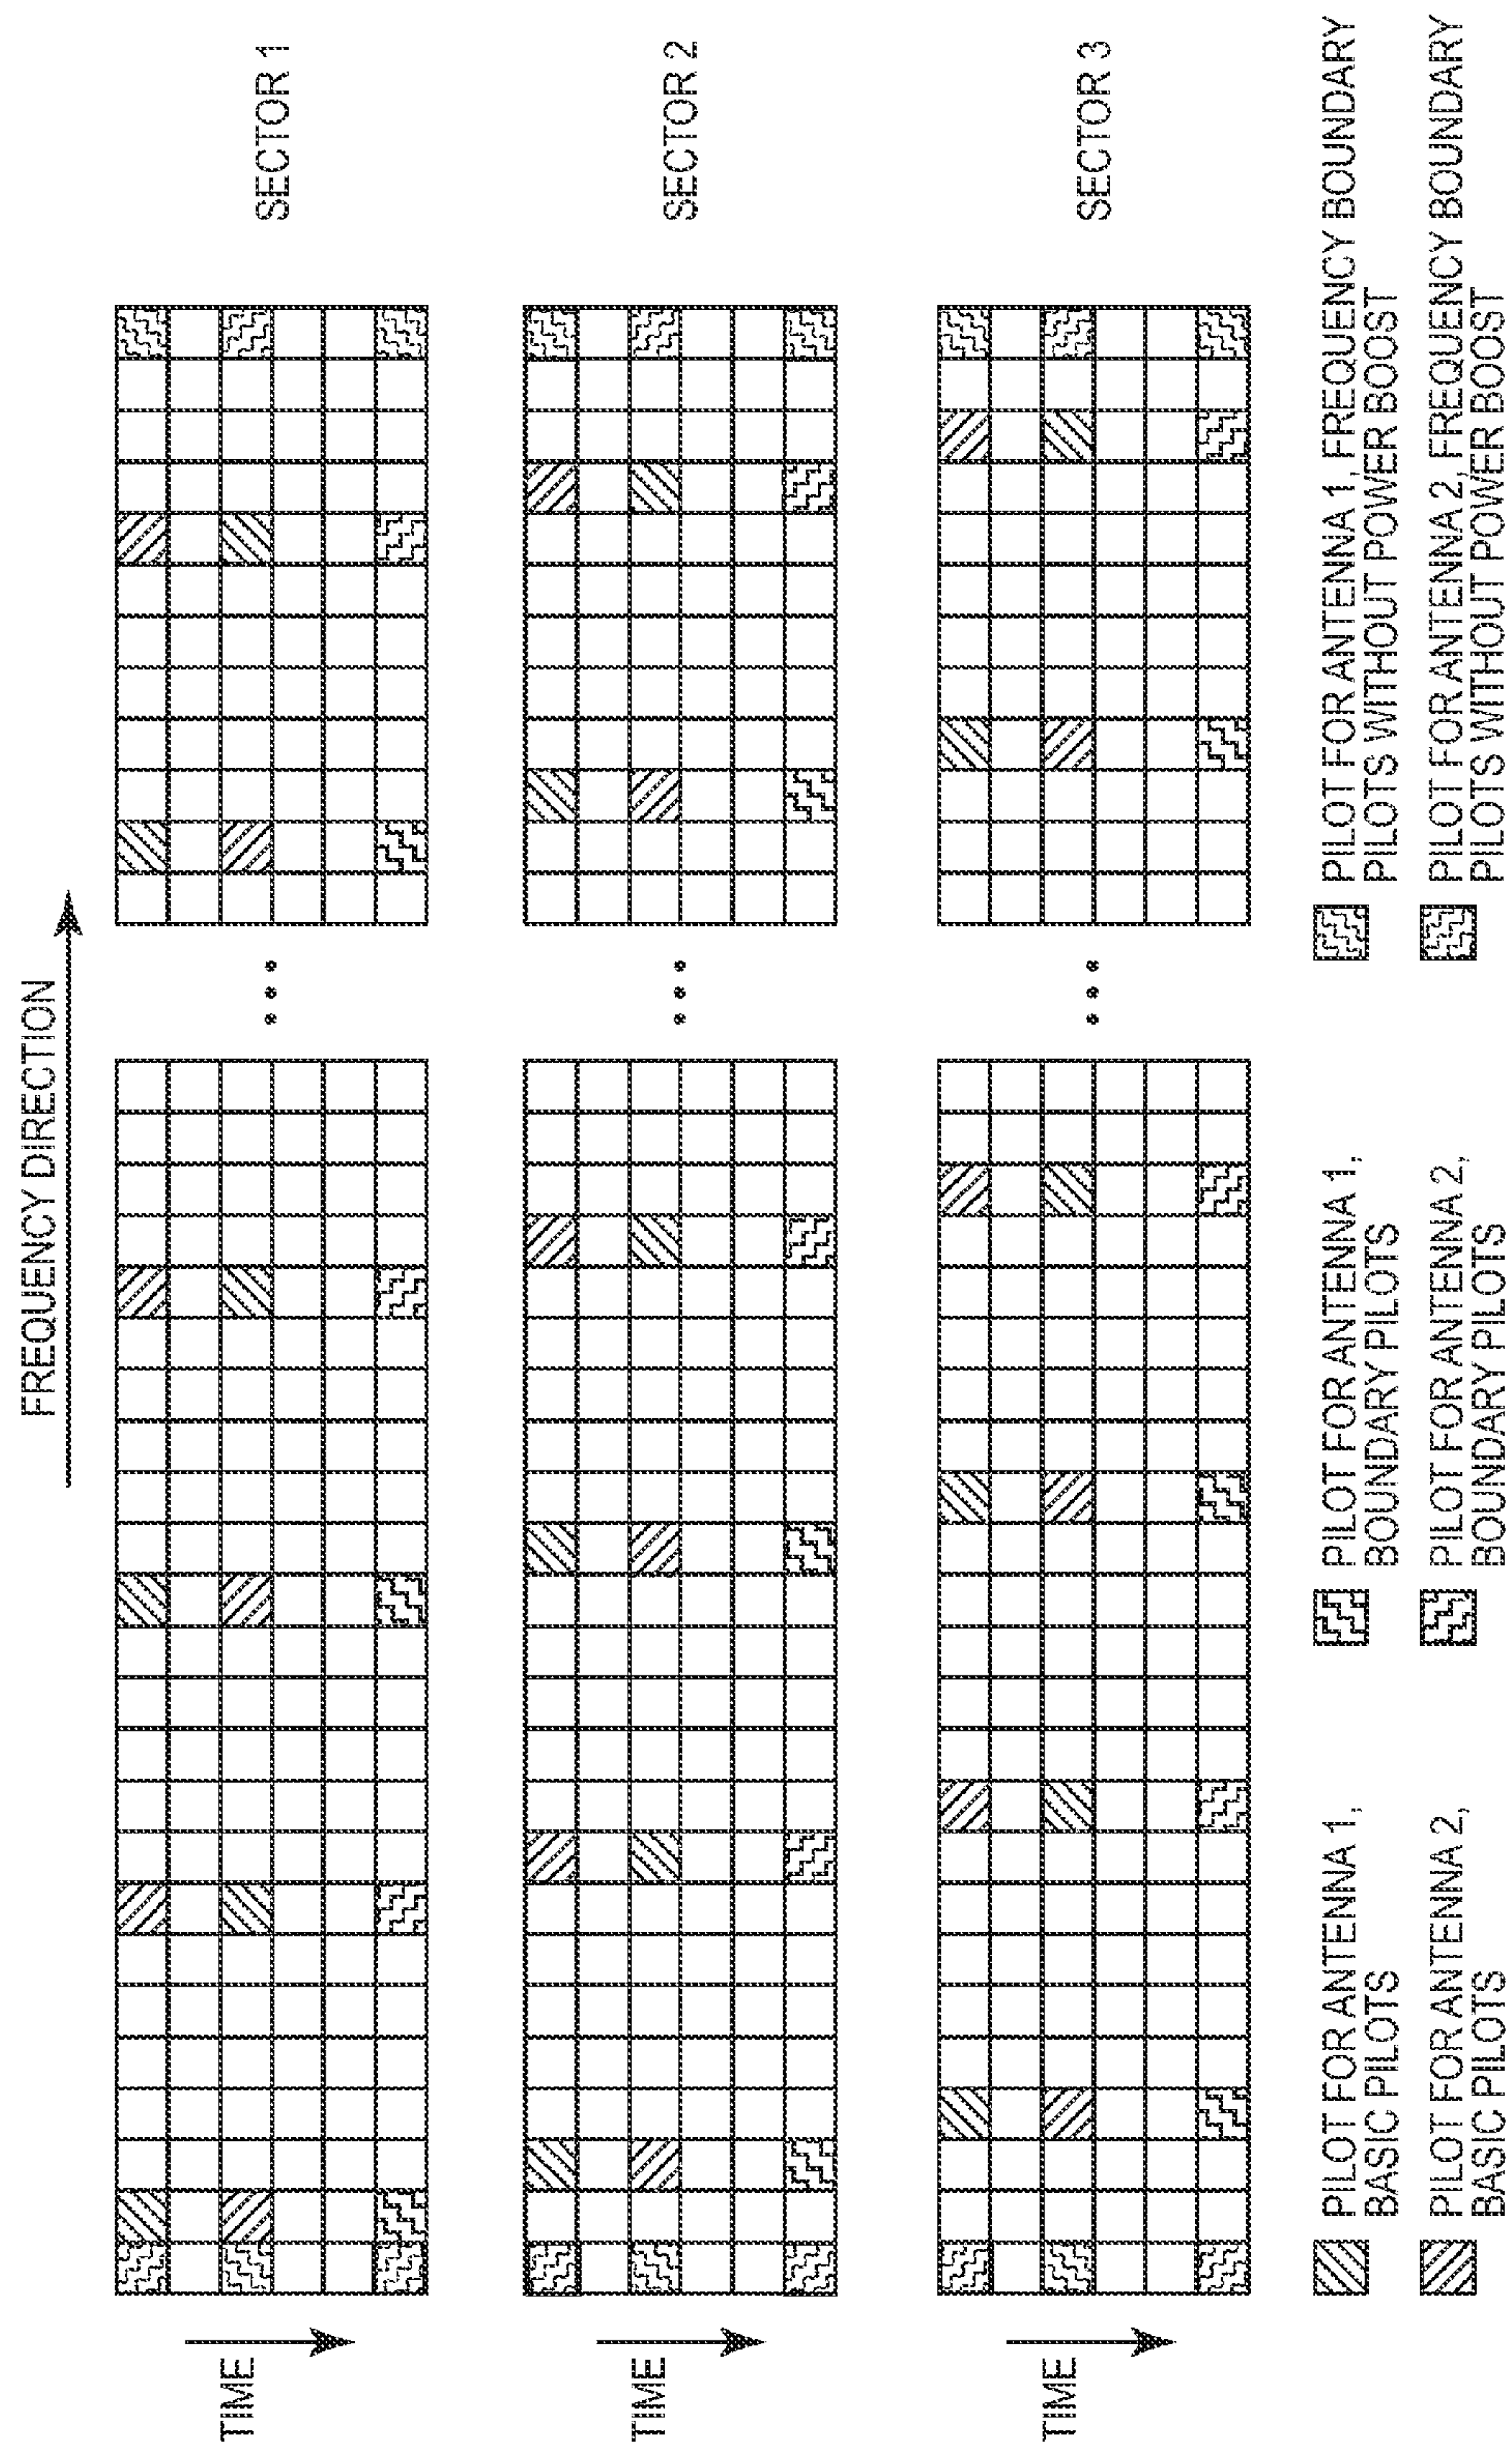 FREQUENCY DIRECTION
TIME
SECTOR 1
TIME
SECTOR 2
TIME
SECTOR 3
PILOT FOR ANTENNA 1,
BASIC PILOTS
PILOT FOR ANTENNA 1,
BOUNDARY PILOTS
PILOT FOR ANTENNA 1, FREQUENCY BOUNDARY
PILOTS WITHOUT POWER BOOST
PILOT FOR ANTENNA 2,
BASIC PILOTS
PILOT FOR ANTENNA 2,
BOUNDARY PILOTS
PILOT FOR ANTENNA 2, FREQUENCY BOUNDARY
PILOTS WITHOUT POWER BOOST